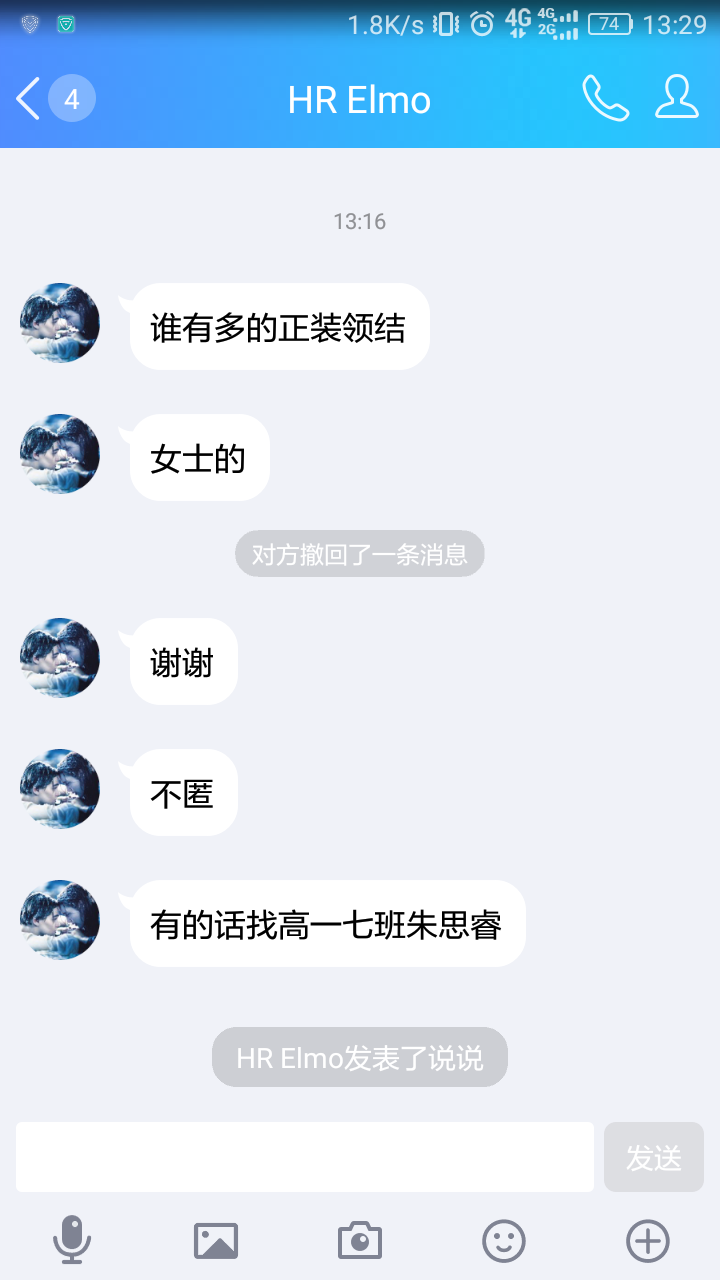 1.8K/s 4G 4G 2G 74 13:29
4 HR Elmo
13:16
谁有多的正装领结
女士的
对方撤回了一条消息
谢谢
不匿
有的话找高一七班朱思睿
HR Elmo发表了说说
发送